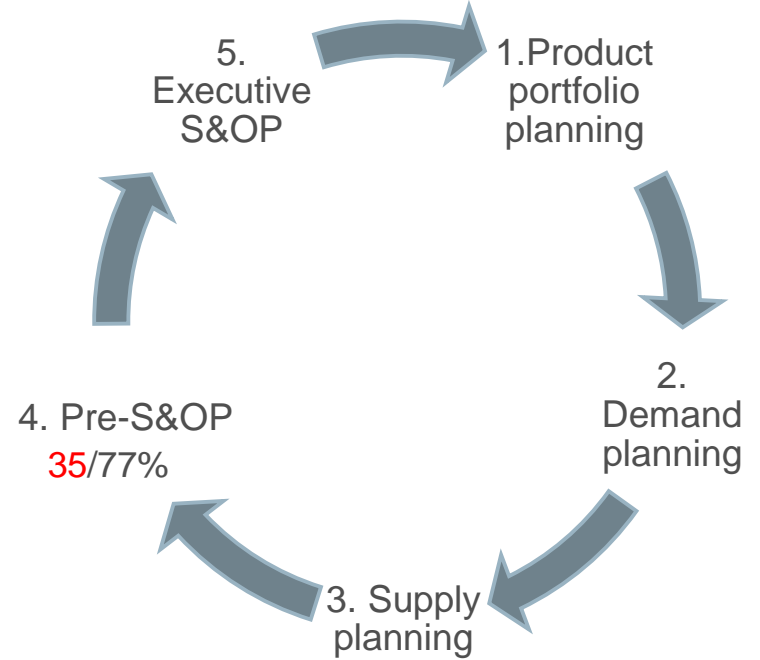 5.
Executive
S&OP
1.Product
portfolio
planning
2.
Demand
planning
3. Supply
planning
4. Pre-S&OP
35/77%